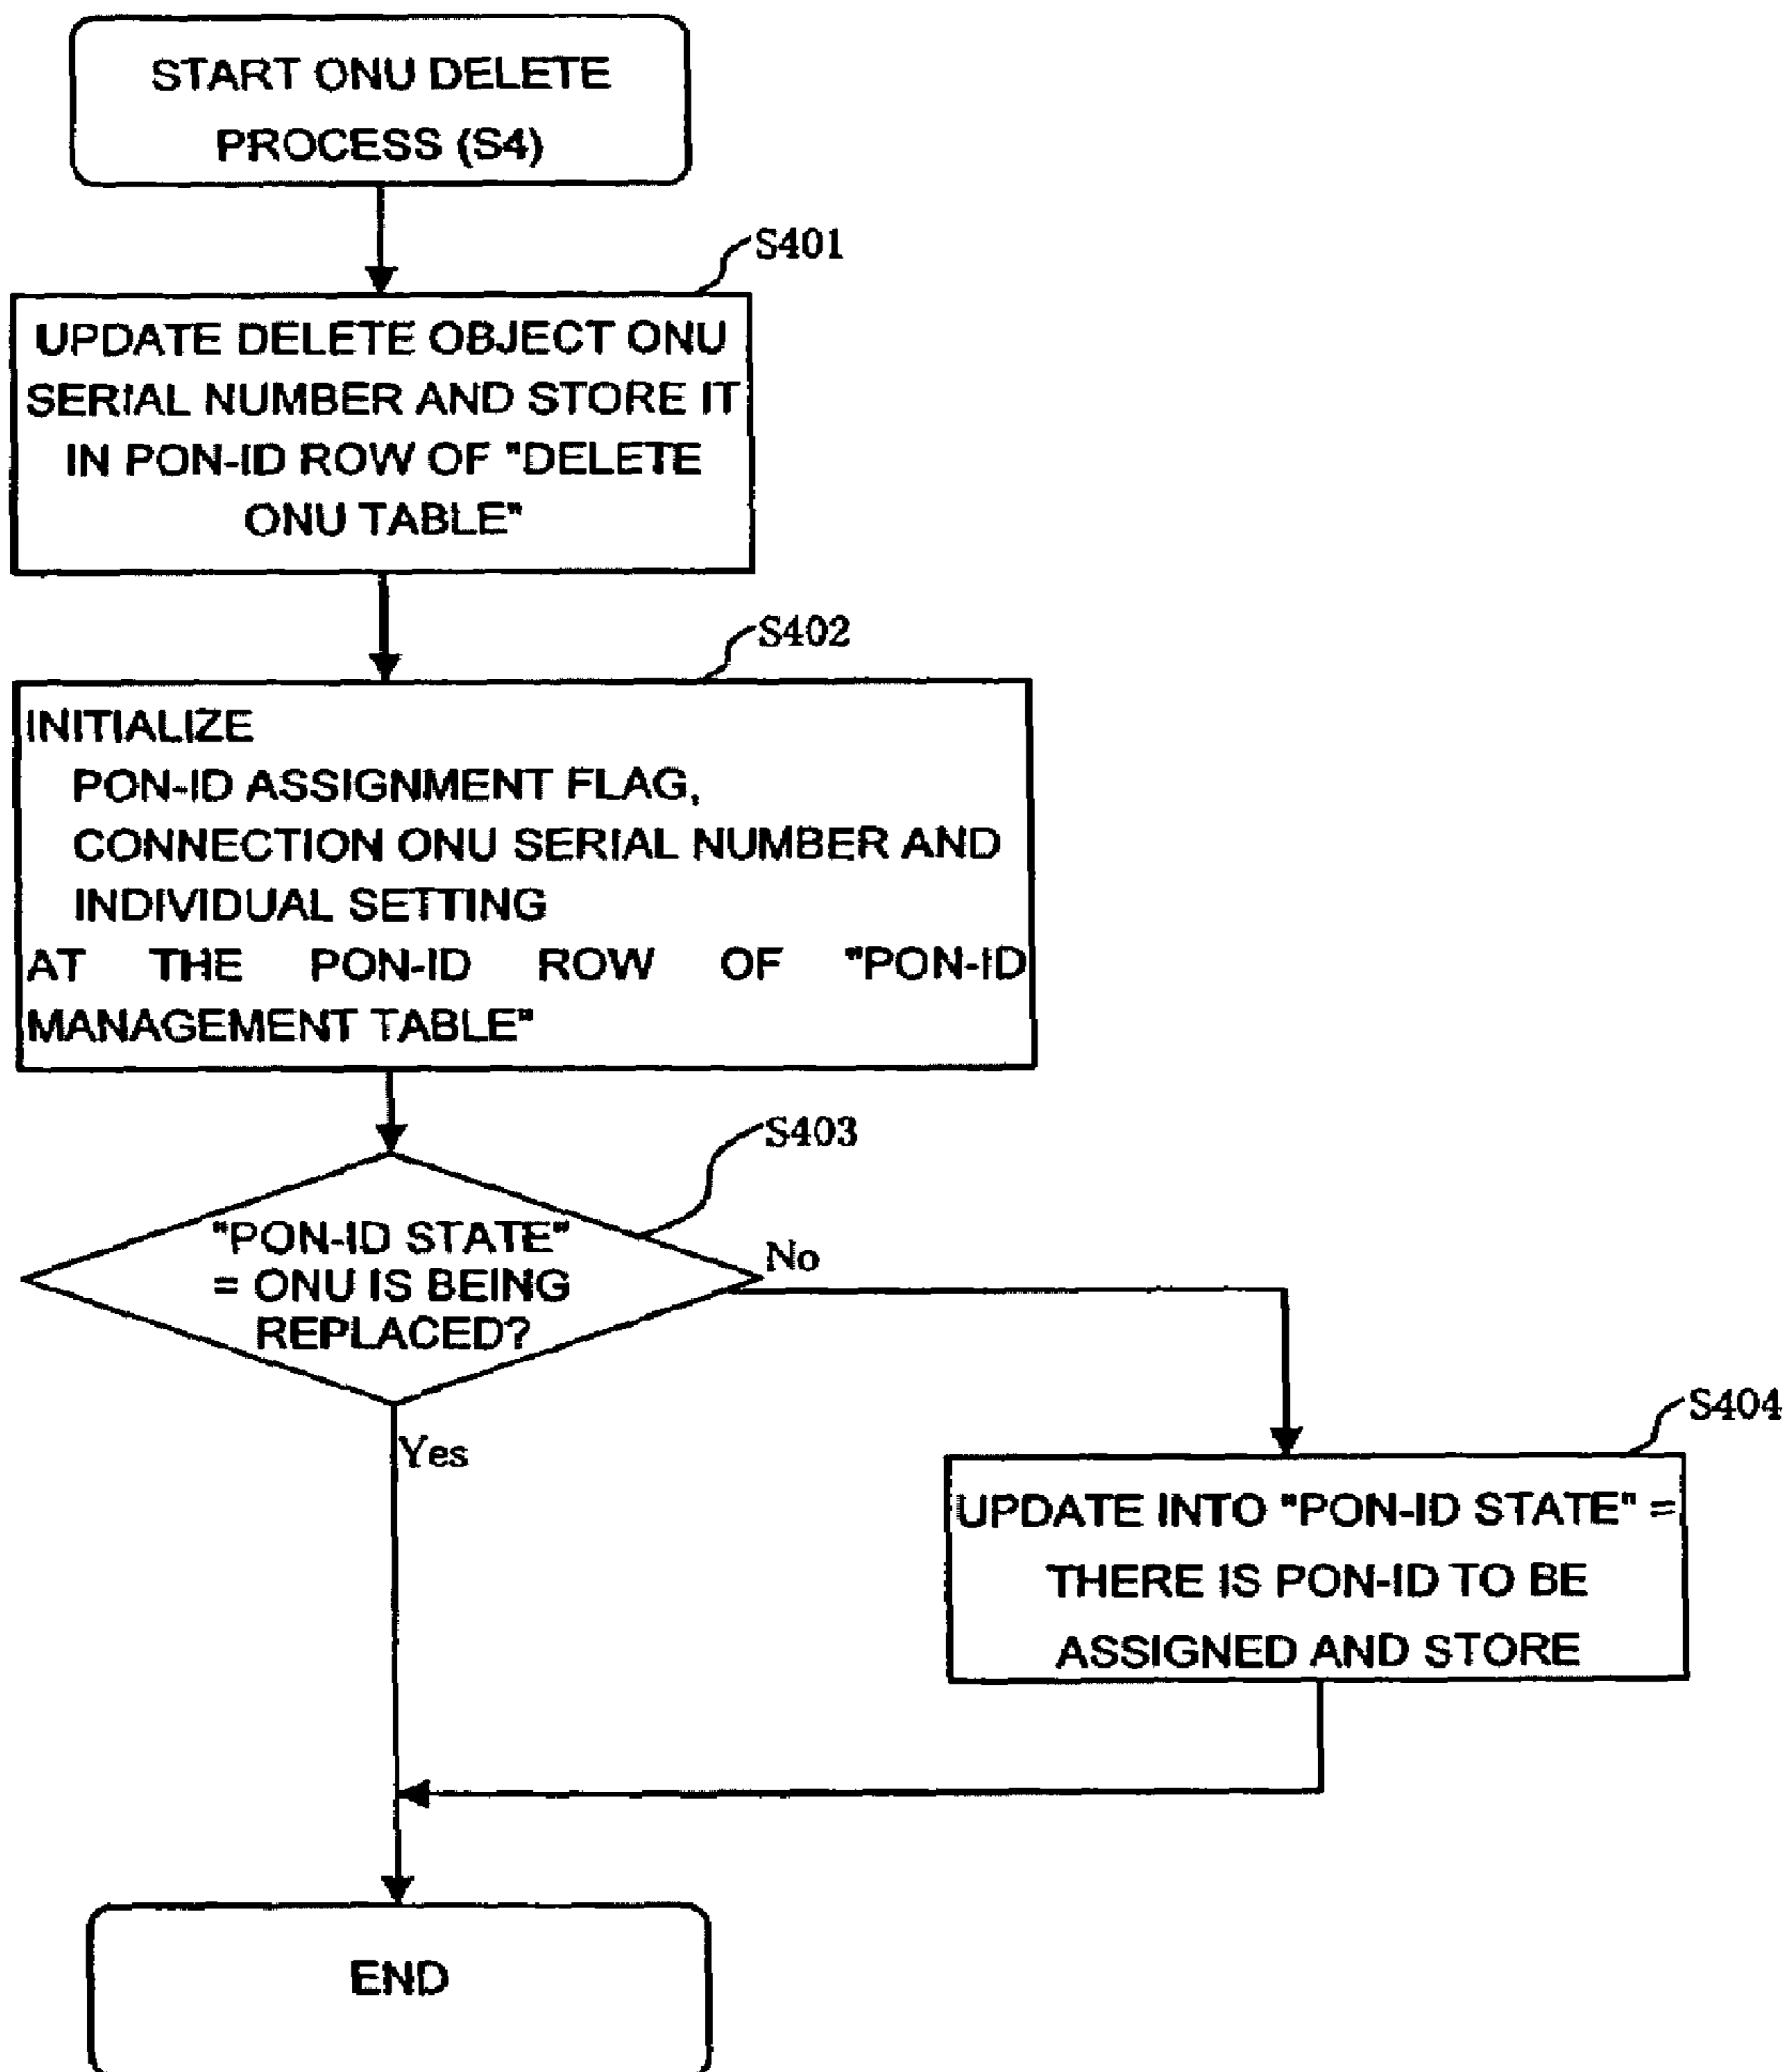 START ONU DELETE
PROCESS (S4)
S401
UPDATE DELETE OBJECT ONU
SERIAL NUMBER AND STORE IT
IN PON-ID ROW OF "DELETE
ONU TABLE"
S402
INITIALIZE
PON-ID ASSIGNMENT FLAG,
CONNECTION ONU SERIAL NUMBER AND
INDIVIDUAL SETTING
AT THE PON-ID ROW OF "PON-ID
MANAGEMENT TABLE"
S403
"PON-ID STATE"
= ONU IS BEING
REPLACED?
No
Yes
S404
UPDATE INTO "PON-ID STATE" =
THERE IS PON-ID TO BE
ASSIGNED AND STORE
END